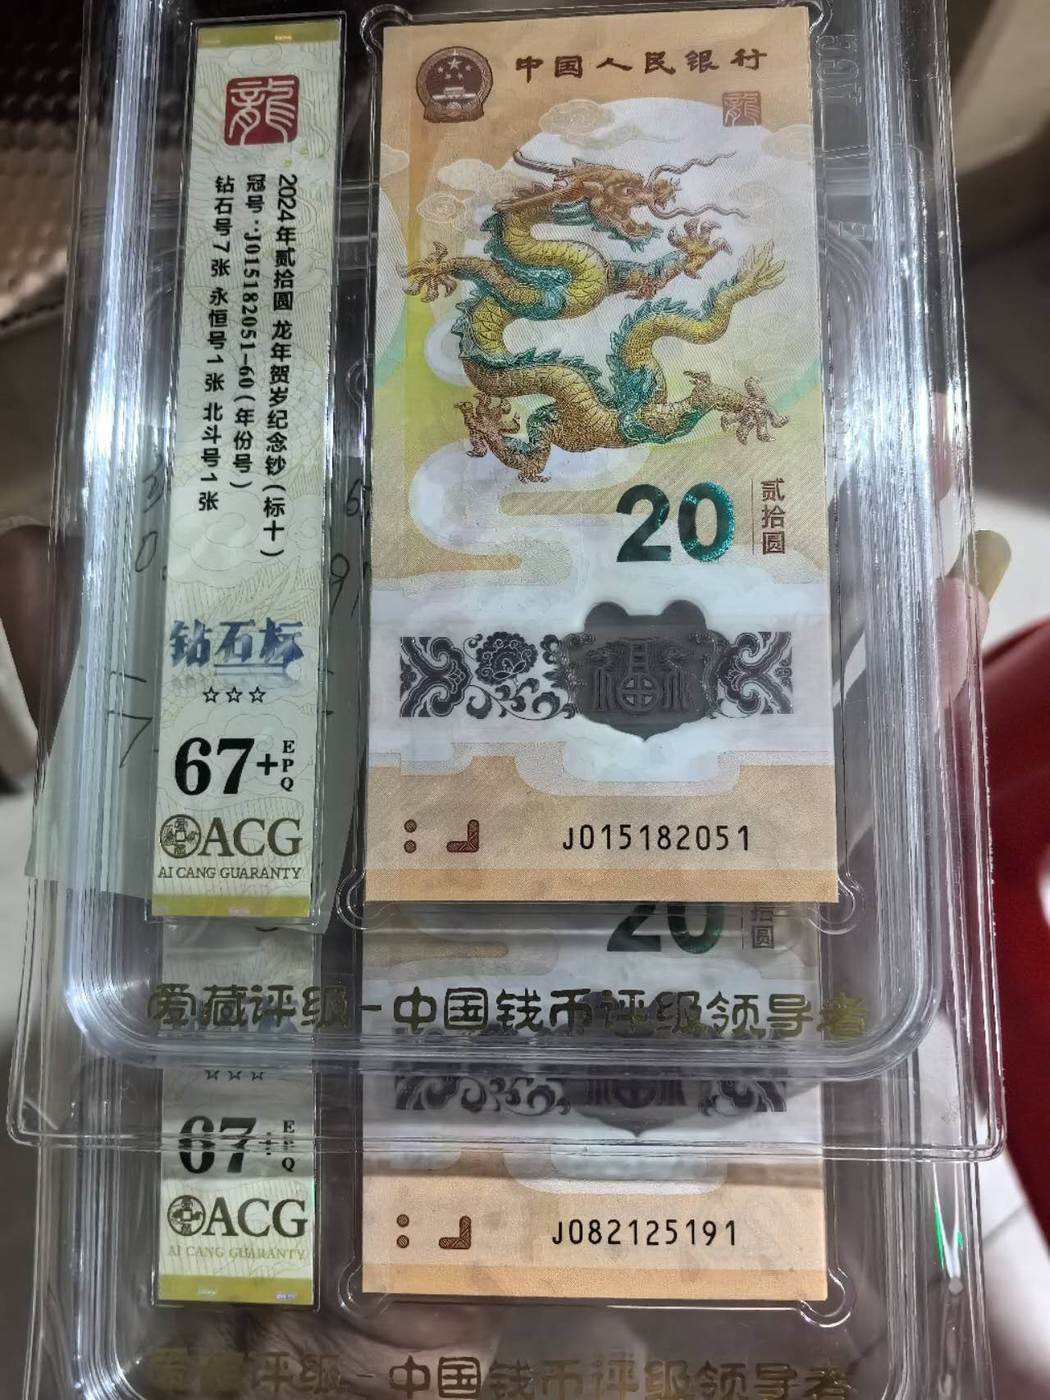 龍
2024年贰拾圆 龙年贺岁纪念钞(标十)
冠号:J015182051-60(年份号)
钻石号7张 永恒号1张 北斗号1张
钻石标
☆☆☆
67+
EPQ
ACG
AI CANG GUARANTY
中国人民银行
龍
20
贰拾圆
福
J015182051
20
拾圆
爱藏评级-中国钱币评级领导者
☆☆☆
67
EPQ
ACG
AI CANG GUARANTY
J082125191
爱藏评级-中国钱币评级领导者